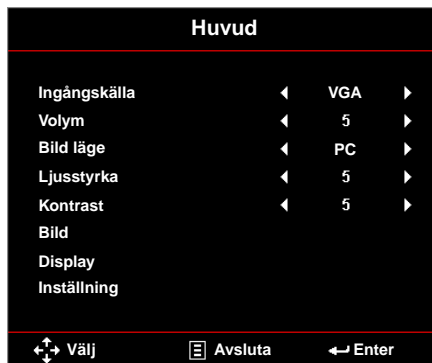 Huvud
Ingångskälla VGA
Volym 5
Bild läge PC
Ljusstyrka 5
Kontrast 5
Bild
Display
Inställning
Välj Avsluta Enter